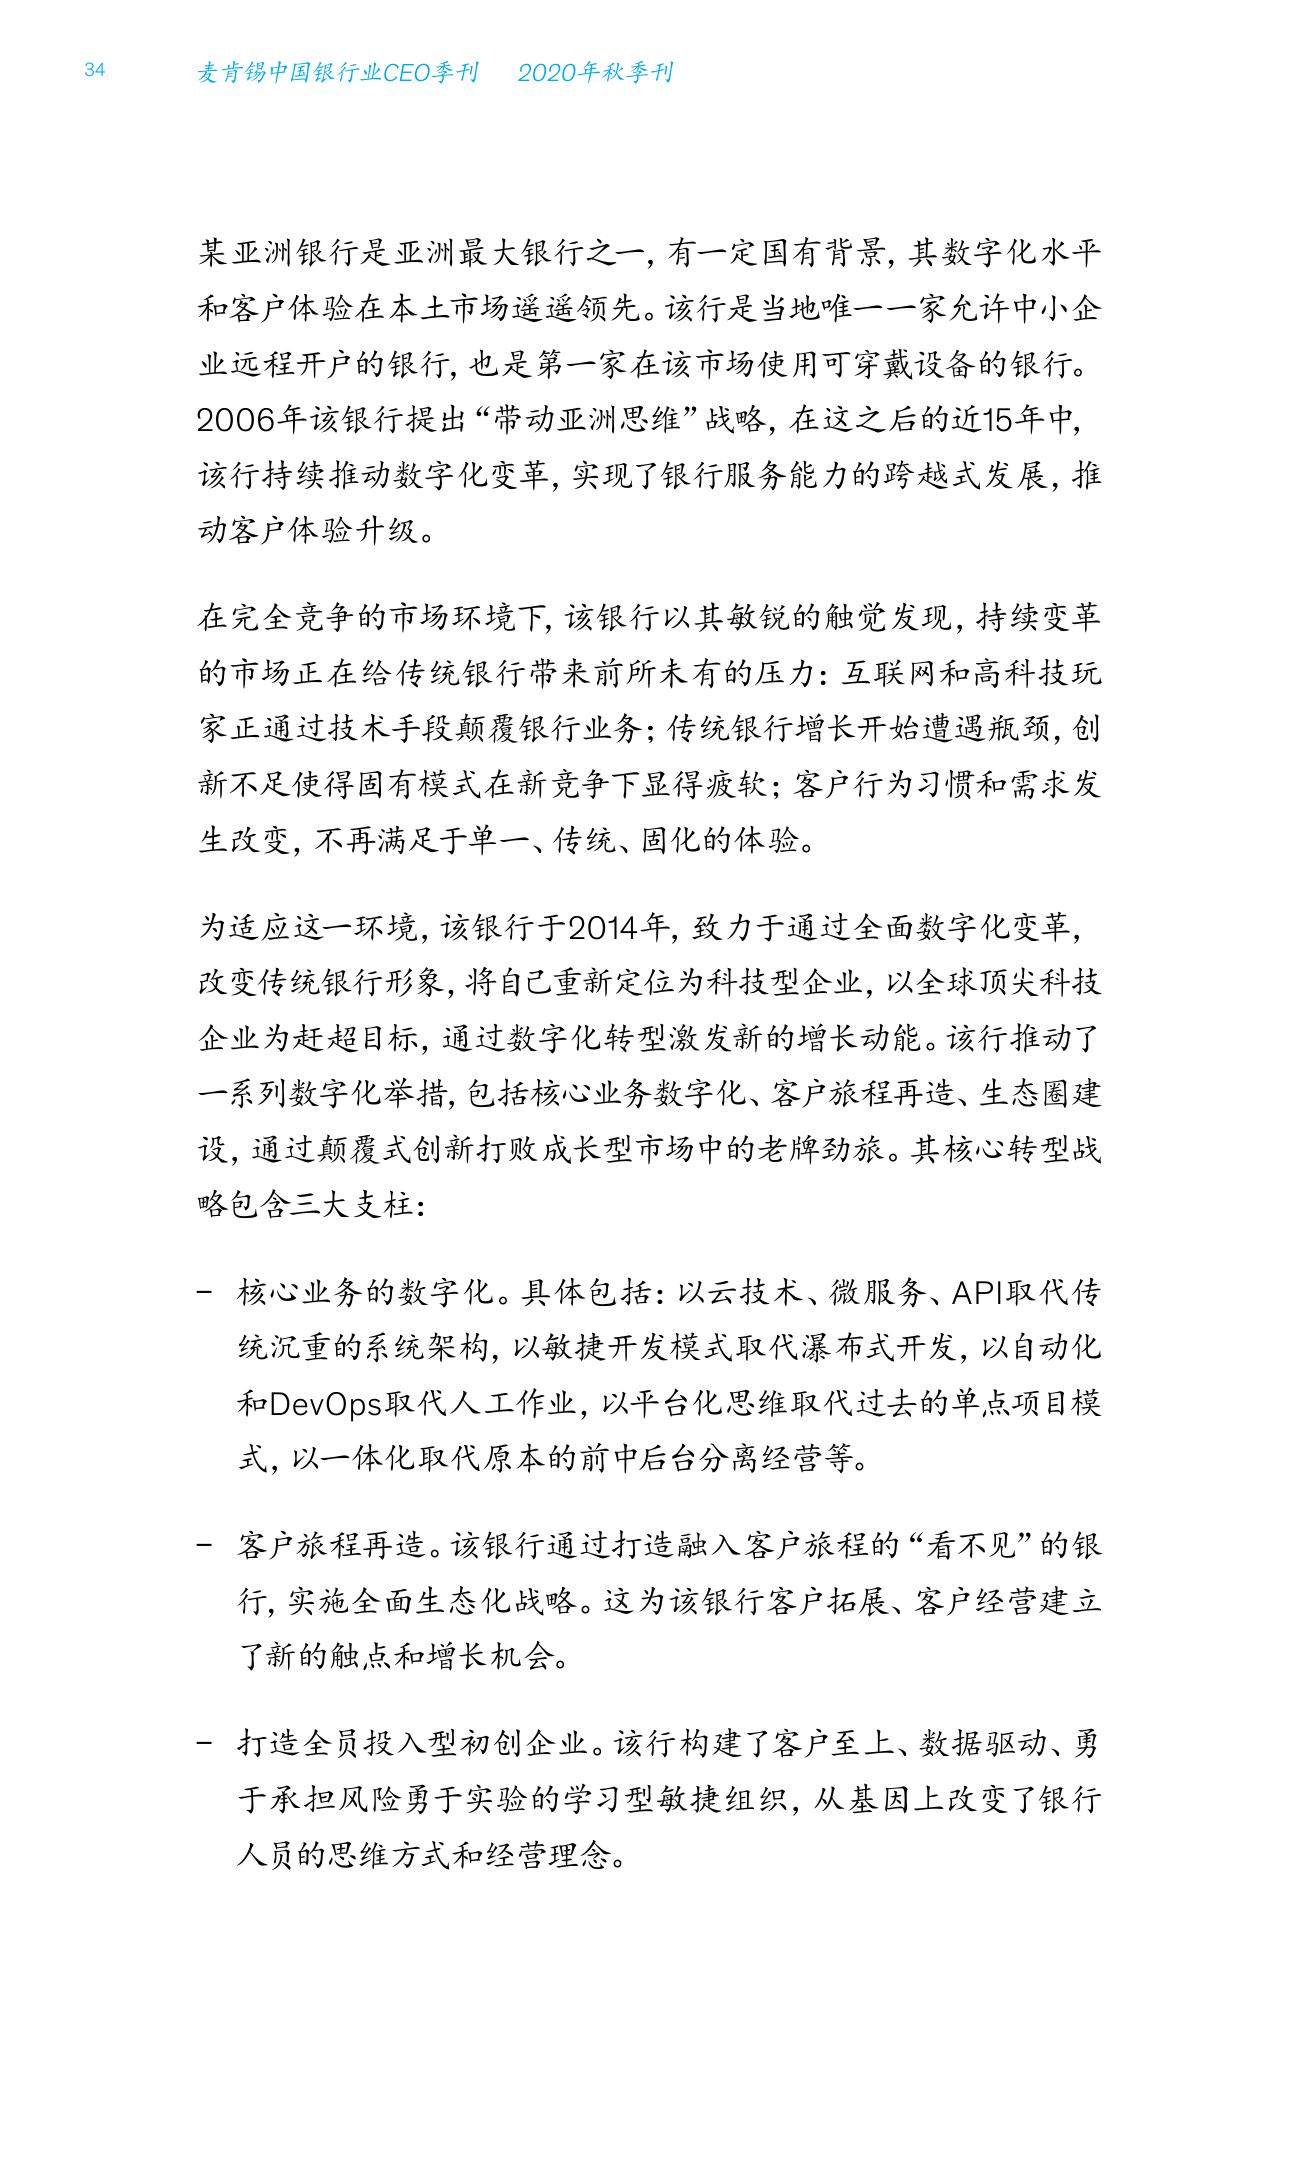 34
麦肯锡中国银行业CEO季刊 2020年秋季刊
某亚洲银行是亚洲最大银行之一，有一定国有背景，其数字化水平
和客户体验在本土市场遥遥领先。该行是当地唯一一家允许中小企
业远程开户的银行，也是第一家在该市场使用可穿戴设备的银行。
2006年该银行提出“带动亚洲思维”战略，在这之后的近15年中，
该行持续推动数字化变革，实现了银行服务能力的跨越式发展，推
动客户体验升级。
在完全竞争的市场环境下，该银行以其敏锐的触觉发现，持续变革
的市场正在给传统银行带来前所未有的压力：互联网和高科技玩
家正通过技术手段颠覆银行业务；传统银行增长开始遭遇瓶颈，创
新不足使得固有模式在新竞争下显得疲软；客户行为习惯和需求发
生改变，不再满足于单一、传统、固化的体验。
为适应这一环境，该银行于2014年，致力于通过全面数字化变革，
改变传统银行形象，将自己重新定位为科技型企业，以全球顶尖科技
企业为赶超目标，通过数字化转型激发新的增长动能。该行推动了
一系列数字化举措，包括核心业务数字化、客户旅程再造、生态圈建
设，通过颠覆式创新打败成长型市场中的老牌劲旅。其核心转型战
略包含三大支柱：
– 核心业务的数字化。具体包括：以云技术、微服务、API取代传
统沉重的系统架构，以敏捷开发模式取代瀑布式开发，以自动化
和DevOps取代人工作业，以平台化思维取代过去的单点项目模
式，以一体化取代原本的前中后台分离经营等。
– 客户旅程再造。该银行通过打造融入客户旅程的“看不见”的银
行，实施全面生态化战略。这为该银行客户拓展、客户经营建立
了新的触点和增长机会。
– 打造全员投入型初创企业。该行构建了客户至上、数据驱动、勇
于承担风险勇于实验的学习型敏捷组织，从基因上改变了银行
人员的思维方式和经营理念。